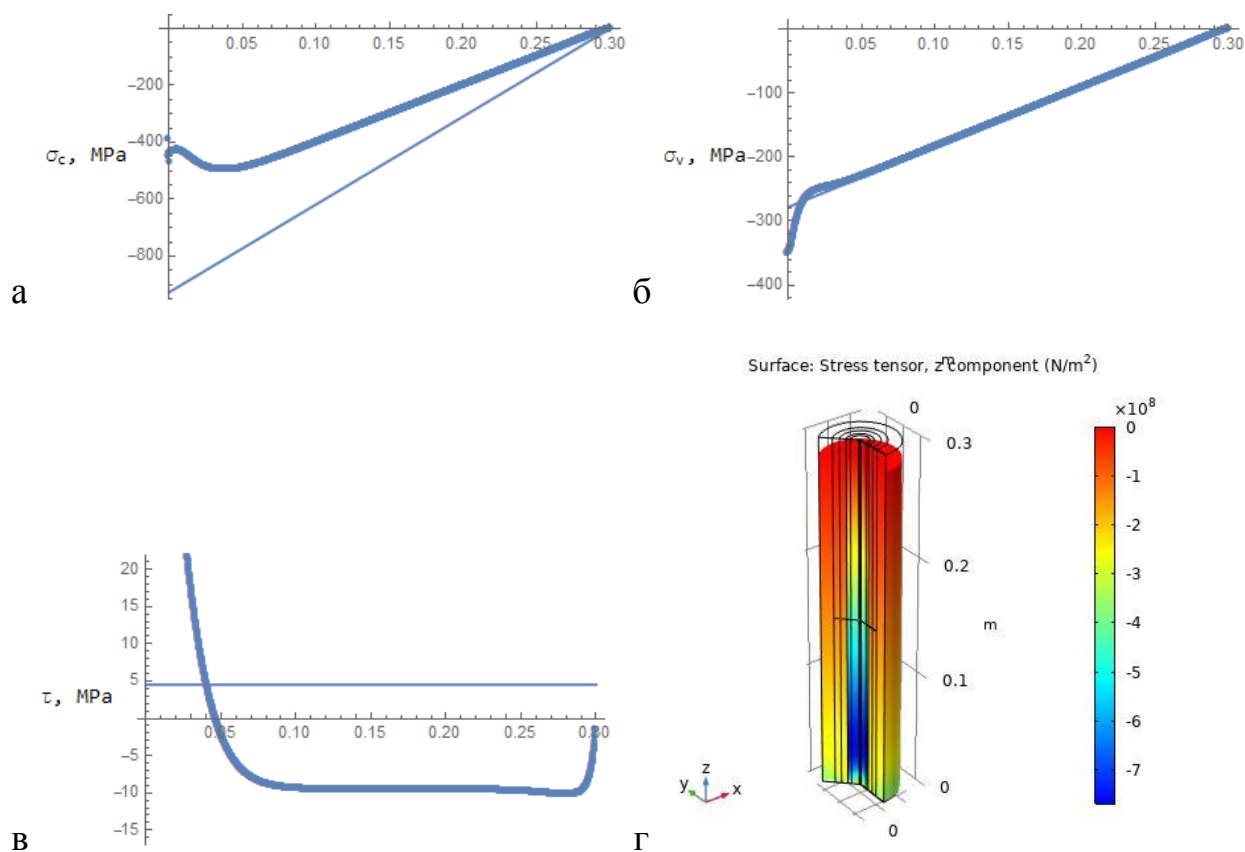 0.05 0.10 0.15 0.20 0.25 0.30
−200
−400
σc, MPa
−600
−800
а
0.05 0.10 0.15 0.20 0.25 0.30
−100
σv, MPa
−200
−300
−400
б
20
15
10
5
τ, MPa
0.05 0.10 0.15 0.20 0.25 0.30
−5
−10
−15
в
Surface: Stress tensor, z component (N/m²)
m
×10⁸
0
0.3
0.2
m
0.1
0
0
0
-1
-2
-3
-4
-5
-6
-7
y z x
г